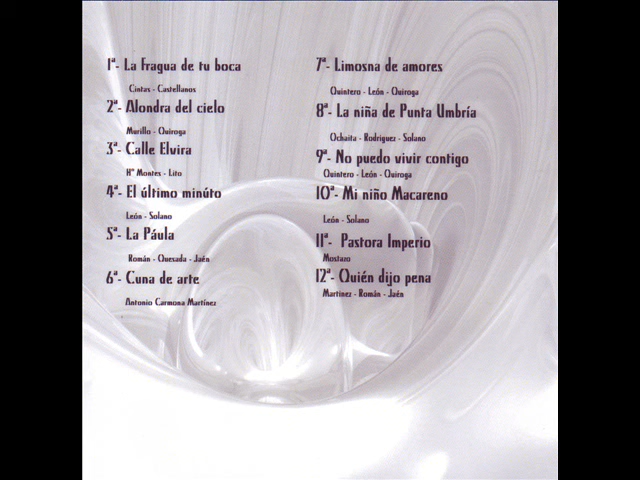 1ª- La Fragua de tu boca
Cintas - Castellanos
2ª- Alondra del cielo
Murillo - Quiroga
3ª- Calle Elvira
Hª Montes - Lito
4ª- El último minúto
León - Solano
5ª- La Páula
Román - Quesada - Jaén
6ª- Cuna de arte
Antonio Carmona Martínez
7ª- Limosna de amores
Quintero - León - Quiroga
8ª- La niña de Punta Umbría
Ochaita - Rodriguez - Solano
9ª- No puedo vivir contigo
Quintero - León - Quiroga
10ª- Mi niño Macareno
León - Solano
11ª- Pastora Imperio
Mostazo
12ª- Quién dijo pena
Martinez - Román - Jaén